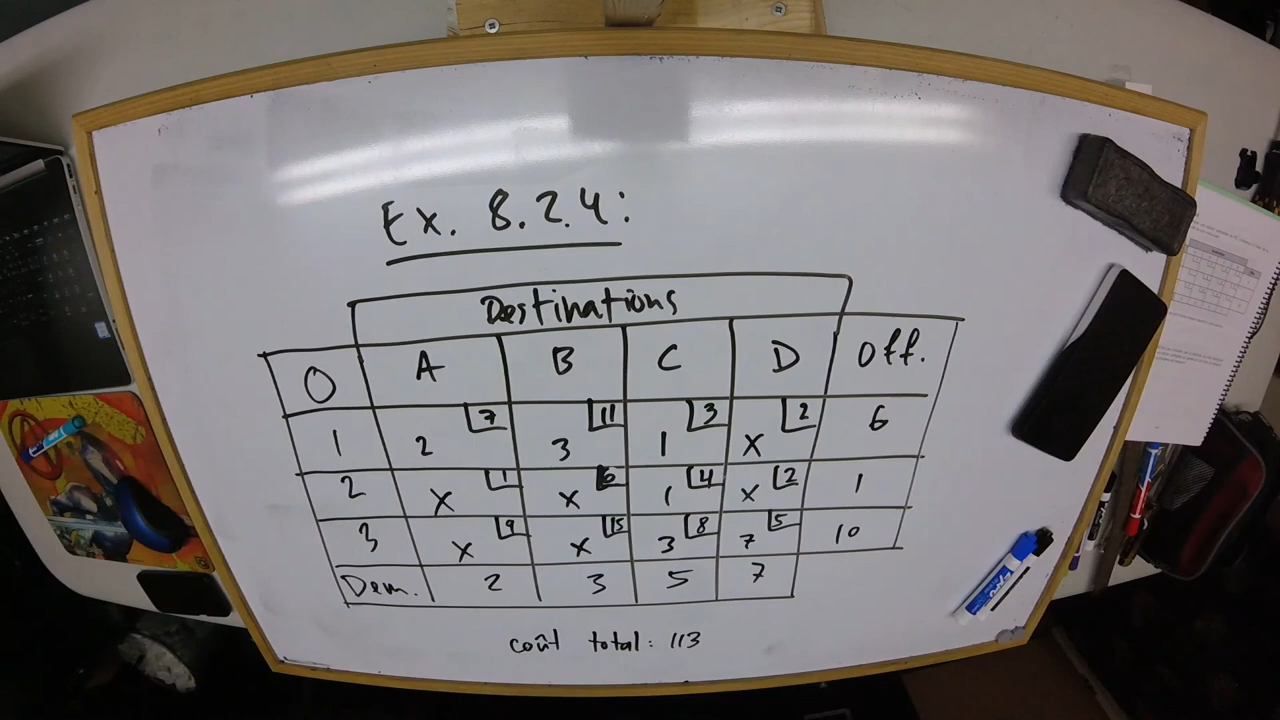 Ex. 8.2.4:
Destinations
O A B C D Off.
1 2 7 3 11 1 3 x 2 6
2 x 1 x 6 1 4 x 2 1
3 x 9 x 15 3 8 7 5 10
Dem. 2 3 5 7
coût total: 113